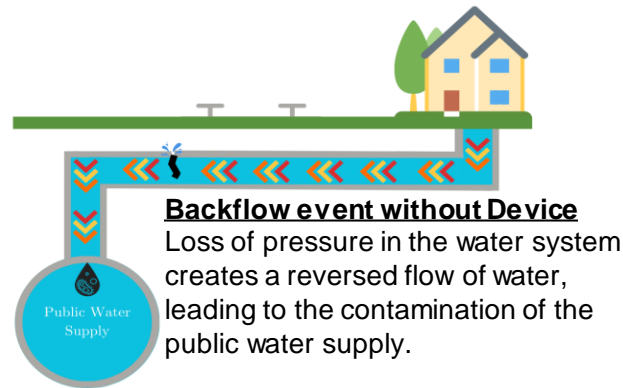 Backflow event without Device
Loss of pressure in the water system
creates a reversed flow of water,
leading to the contamination of the
public water supply.
Public Water
Supply